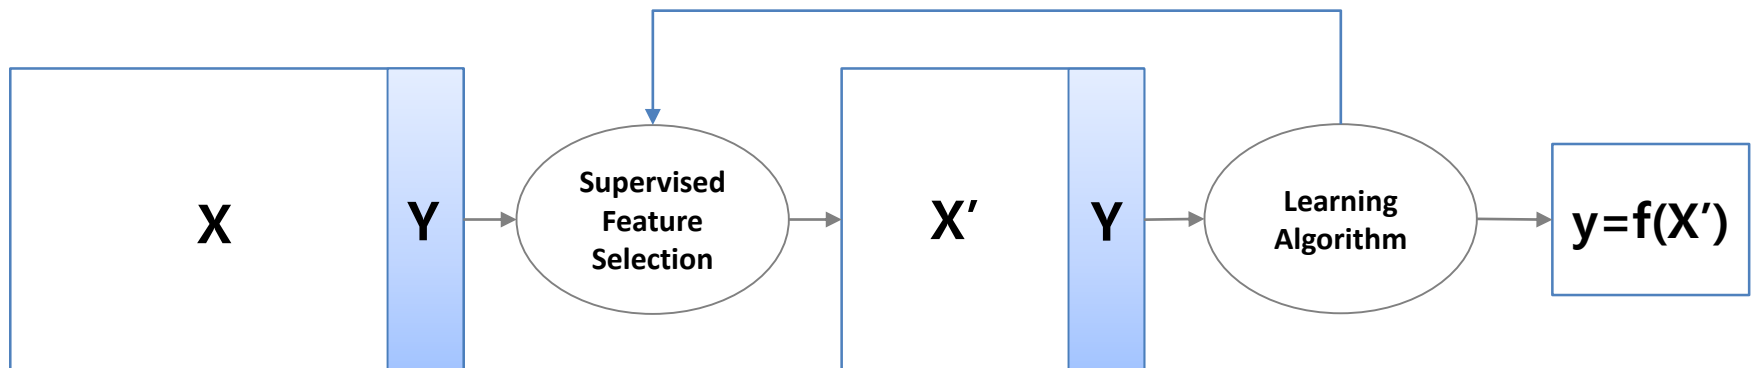 X
Y
Supervised
Feature
Selection
X’
Y
Learning
Algorithm
y=f(X’)